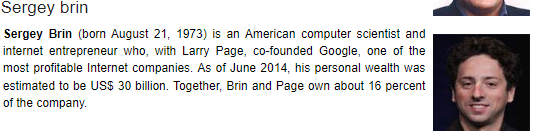 Sergey brin
Sergey Brin (born August 21, 1973) is an American computer scientist and
internet entrepreneur who, with Larry Page, co-founded Google, one of the
most profitable Internet companies. As of June 2014, his personal wealth was
estimated to be US$ 30 billion. Together, Brin and Page own about 16 percent
of the company.